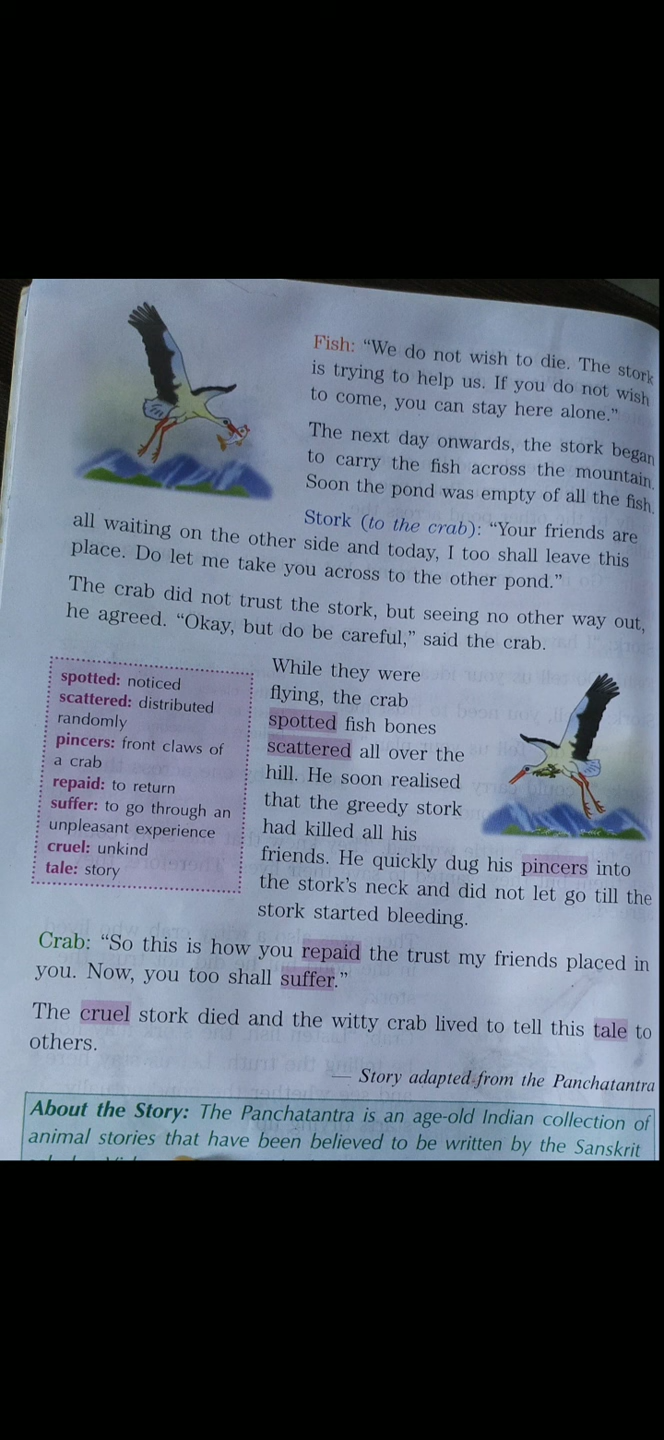 Fish: “We do not wish to die. The stork
is trying to help us. If you do not wish
to come, you can stay here alone.”
The next day onwards, the stork began
to carry the fish across the mountain.
Soon the pond was empty of all the fish.
Stork (to the crab): “Your friends are
all waiting on the other side and today, I too shall leave this
place. Do let me take you across to the other pond.”
The crab did not trust the stork, but seeing no other way out,
he agreed. “Okay, but do be careful,” said the crab.
While they were
flying, the crab
spotted fish bones
scattered all over the
hill. He soon realised
that the greedy stork
had killed all his
friends. He quickly dug his pincers into
the stork’s neck and did not let go till the
stork started bleeding.
spotted: noticed
scattered: distributed
randomly
pincers: front claws of
a crab
repaid: to return
suffer: to go through an
unpleasant experience
cruel: unkind
tale: story
Crab: “So this is how you repaid the trust my friends placed in
you. Now, you too shall suffer.”
The cruel stork died and the witty crab lived to tell this tale to
others.
— Story adapted from the Panchatantra
About the Story: The Panchatantra is an age-old Indian collection of
animal stories that have been believed to be written by the Sanskrit